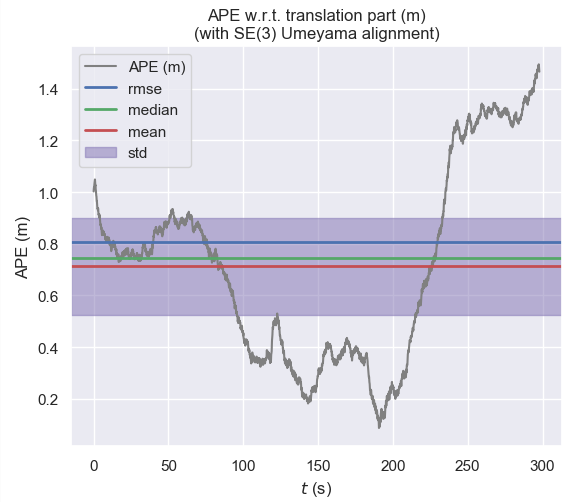 APE w.r.t. translation part (m)
(with SE(3) Umeyama alignment)
APE (m)
rmse
median
mean
std
APE (m)
1.4
1.2
1.0
0.8
0.6
0.4
0.2
0 50 100 150 200 250 300
t (s)